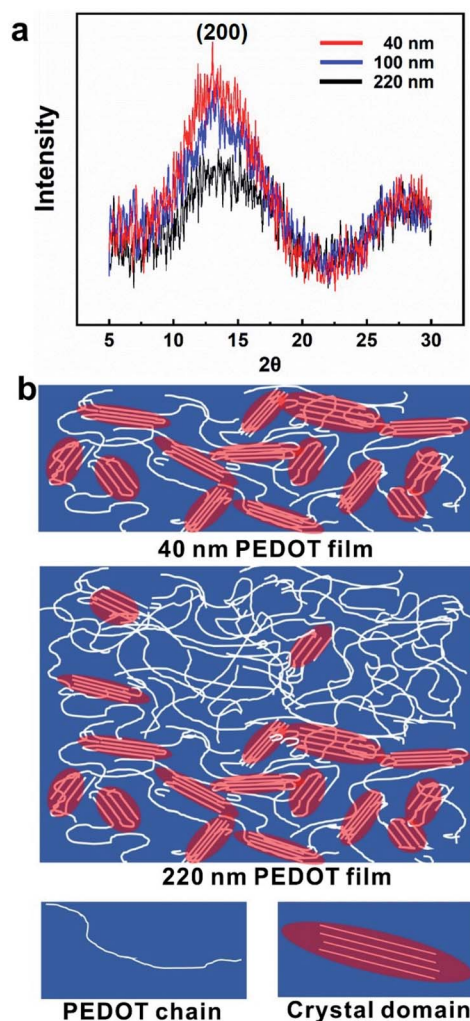 a
(200)
40 nm
100 nm
220 nm
Intensity
5 10 15 20 25 30
2θ
b
40 nm PEDOT film
220 nm PEDOT film
PEDOT chain
Crystal domain